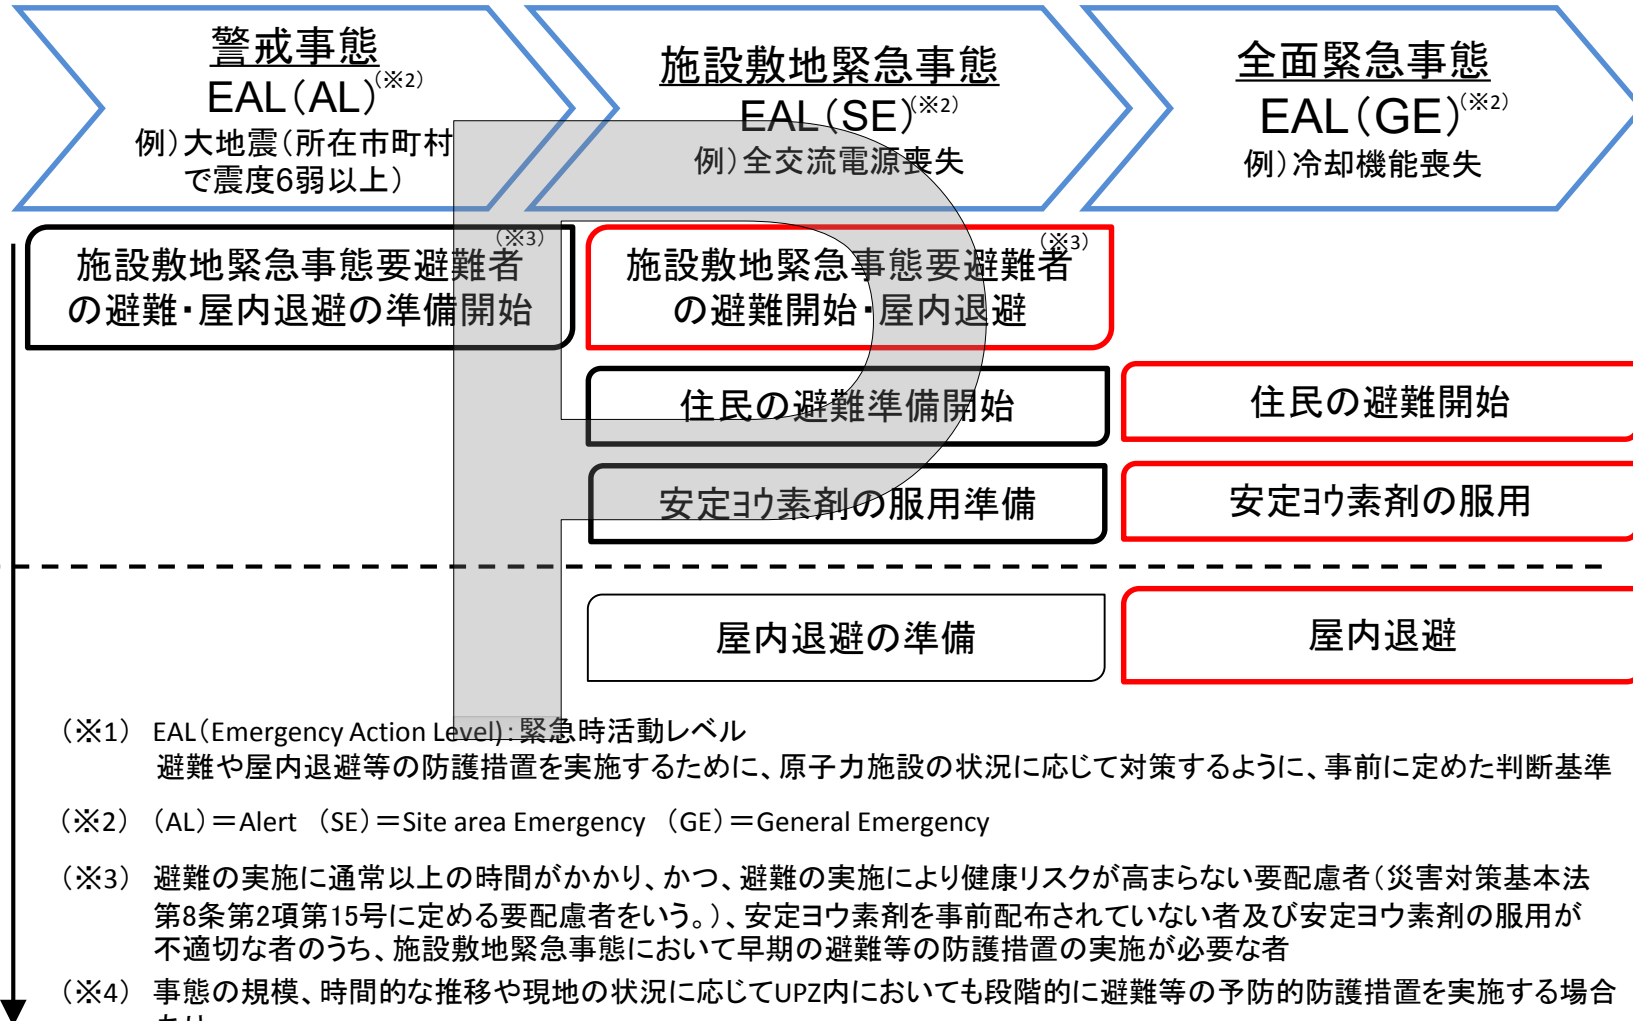 警戒事態
EAL(AL)(※2)
例)大地震(所在市町村
で震度6弱以上)
施設敷地緊急事態
EAL(SE)(※2)
例)全交流電源喪失
全面緊急事態
EAL(GE)(※2)
例)冷却機能喪失
施設敷地緊急事態要避難者(※3)
の避難・屋内退避の準備開始
施設敷地緊急事態要避難者(※3)
の避難開始・屋内退避
住民の避難準備開始
住民の避難開始
安定ヨウ素剤の服用準備
安定ヨウ素剤の服用
屋内退避の準備
屋内退避
(※1) EAL(Emergency Action Level):緊急時活動レベル
避難や屋内退避等の防護措置を実施するために、原子力施設の状況に応じて対策するように、事前に定めた判断基準
(※2) (AL)=Alert (SE)=Site area Emergency (GE)=General Emergency
(※3) 避難の実施に通常以上の時間がかかり、かつ、避難の実施により健康リスクが高まらない要配慮者(災害対策基本法
第8条第2項第15号に定める要配慮者をいう。)、安定ヨウ素剤を事前配布されていない者及び安定ヨウ素剤の服用が
不適切な者のうち、施設敷地緊急事態において早期の避難等の防護措置の実施が必要な者
(※4) 事態の規模、時間的な推移や現地の状況に応じてUPZ内においても段階的に避難等の予防的防護措置を実施する場合